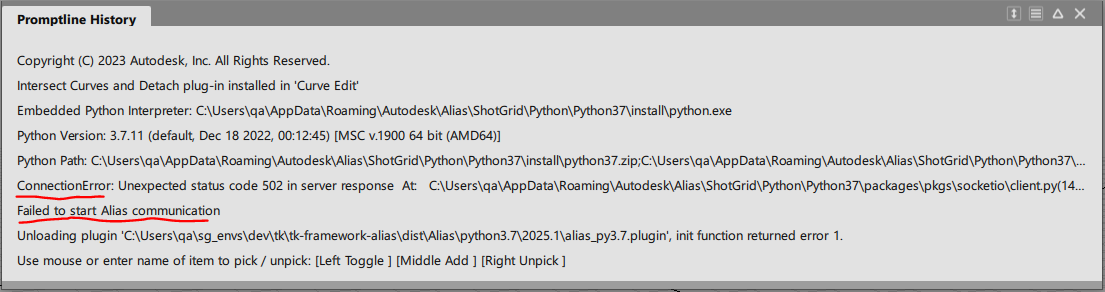 Promptline History
Copyright (C) 2023 Autodesk, Inc. All Rights Reserved.
Intersect Curves and Detach plug-in installed in 'Curve Edit'
Embedded Python Interpreter: C:\Users\qa\AppData\Roaming\Autodesk\Alias\ShotGrid\Python\Python37\install\python.exe
Python Version: 3.7.11 (default, Dec 18 2022, 00:12:45) [MSC v.1900 64 bit (AMD64)]
Python Path: C:\Users\qa\AppData\Roaming\Autodesk\Alias\ShotGrid\Python\Python37\install\python37.zip;C:\Users\qa\AppData\Roaming\Autodesk\Alias\ShotGrid\Python\Python37\...
ConnectionError: Unexpected status code 502 in server response  At:   C:\Users\qa\AppData\Roaming\Autodesk\Alias\ShotGrid\Python\Python37\packages\pkgs\socketio\client.py(14...
Failed to start Alias communication
Unloading plugin 'C:\Users\qa\sg_envs\dev\tk\tk-framework-alias\dist\Alias\python3.7\2025.1\alias_py3.7.plugin', init function returned error 1.
Use mouse or enter name of item to pick / unpick: [Left Toggle ] [Middle Add ] [Right Unpick ]